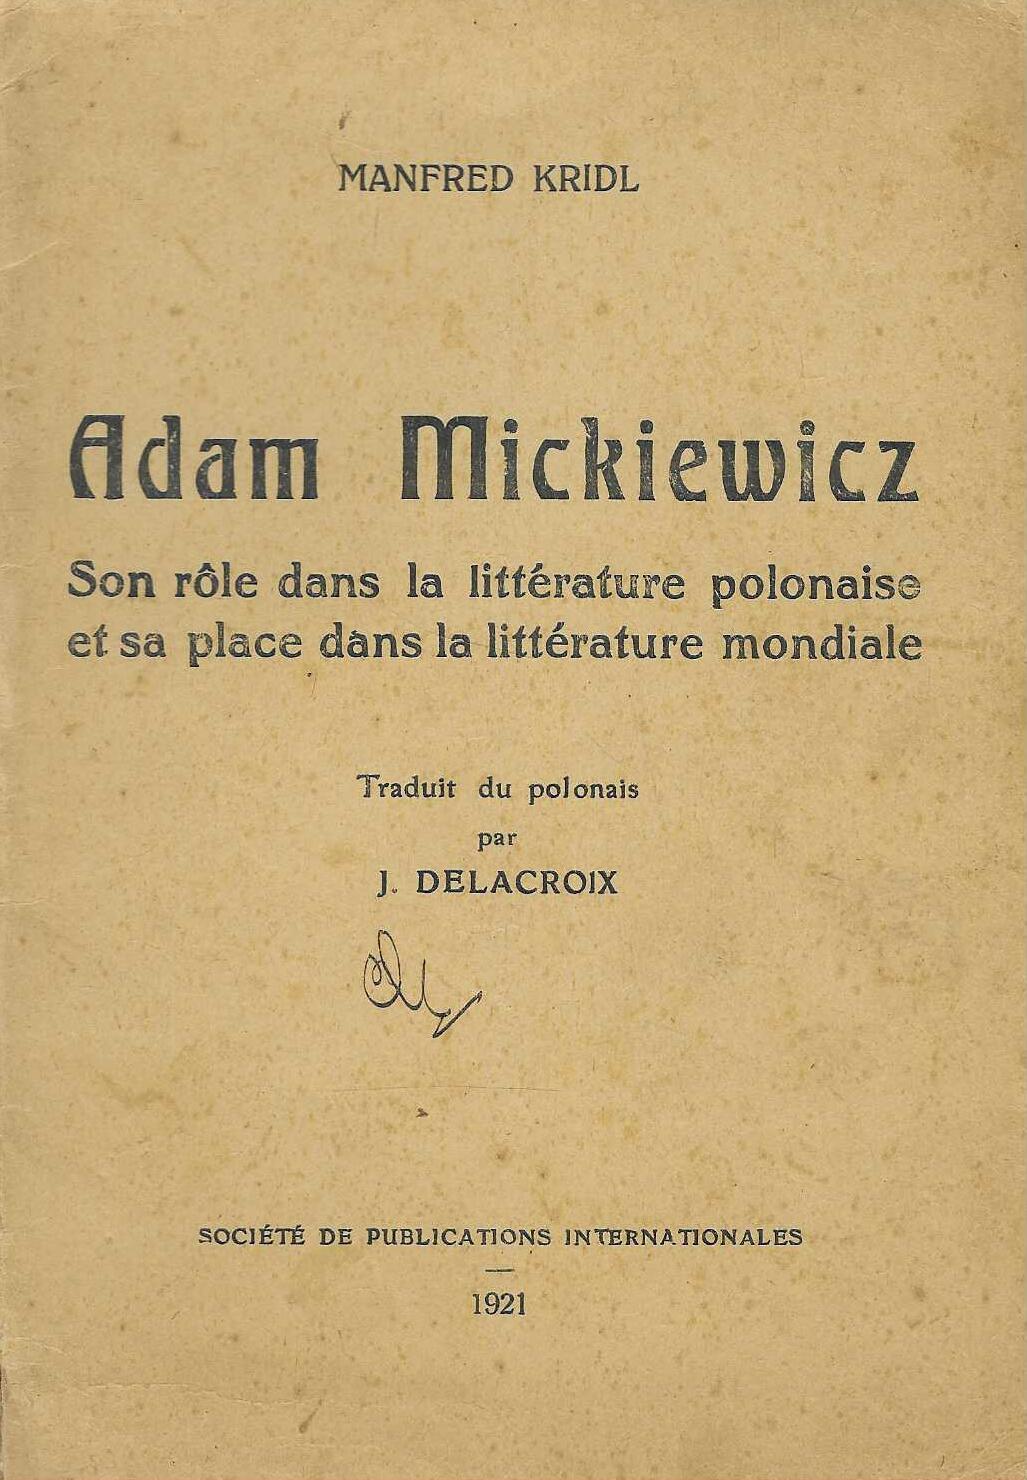 MANFRED KRIDL
Adam Mickiewicz
Son rôle dans la littérature polonaise
et sa place dans la littérature mondiale
Traduit du polonais
par
J. DELACROIX
SOCIÉTÉ DE PUBLICATIONS INTERNATIONALES
1921